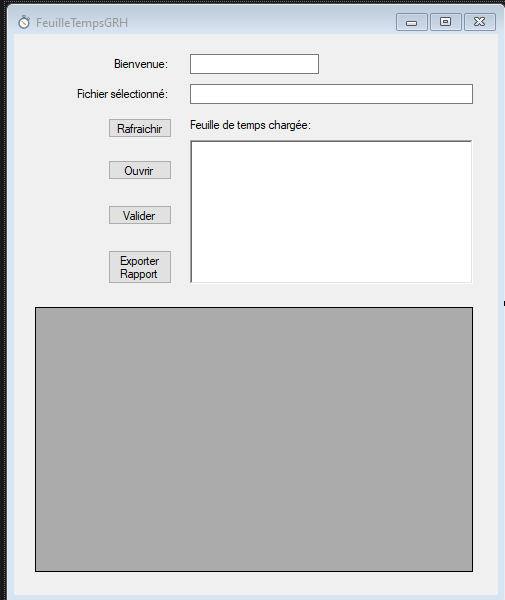 FeuilleTempsGRH
Bienvenue:
Fichier sélectionné:
Rafraichir
Feuille de temps chargée:
Ouvrir
Valider
Exporter
Rapport